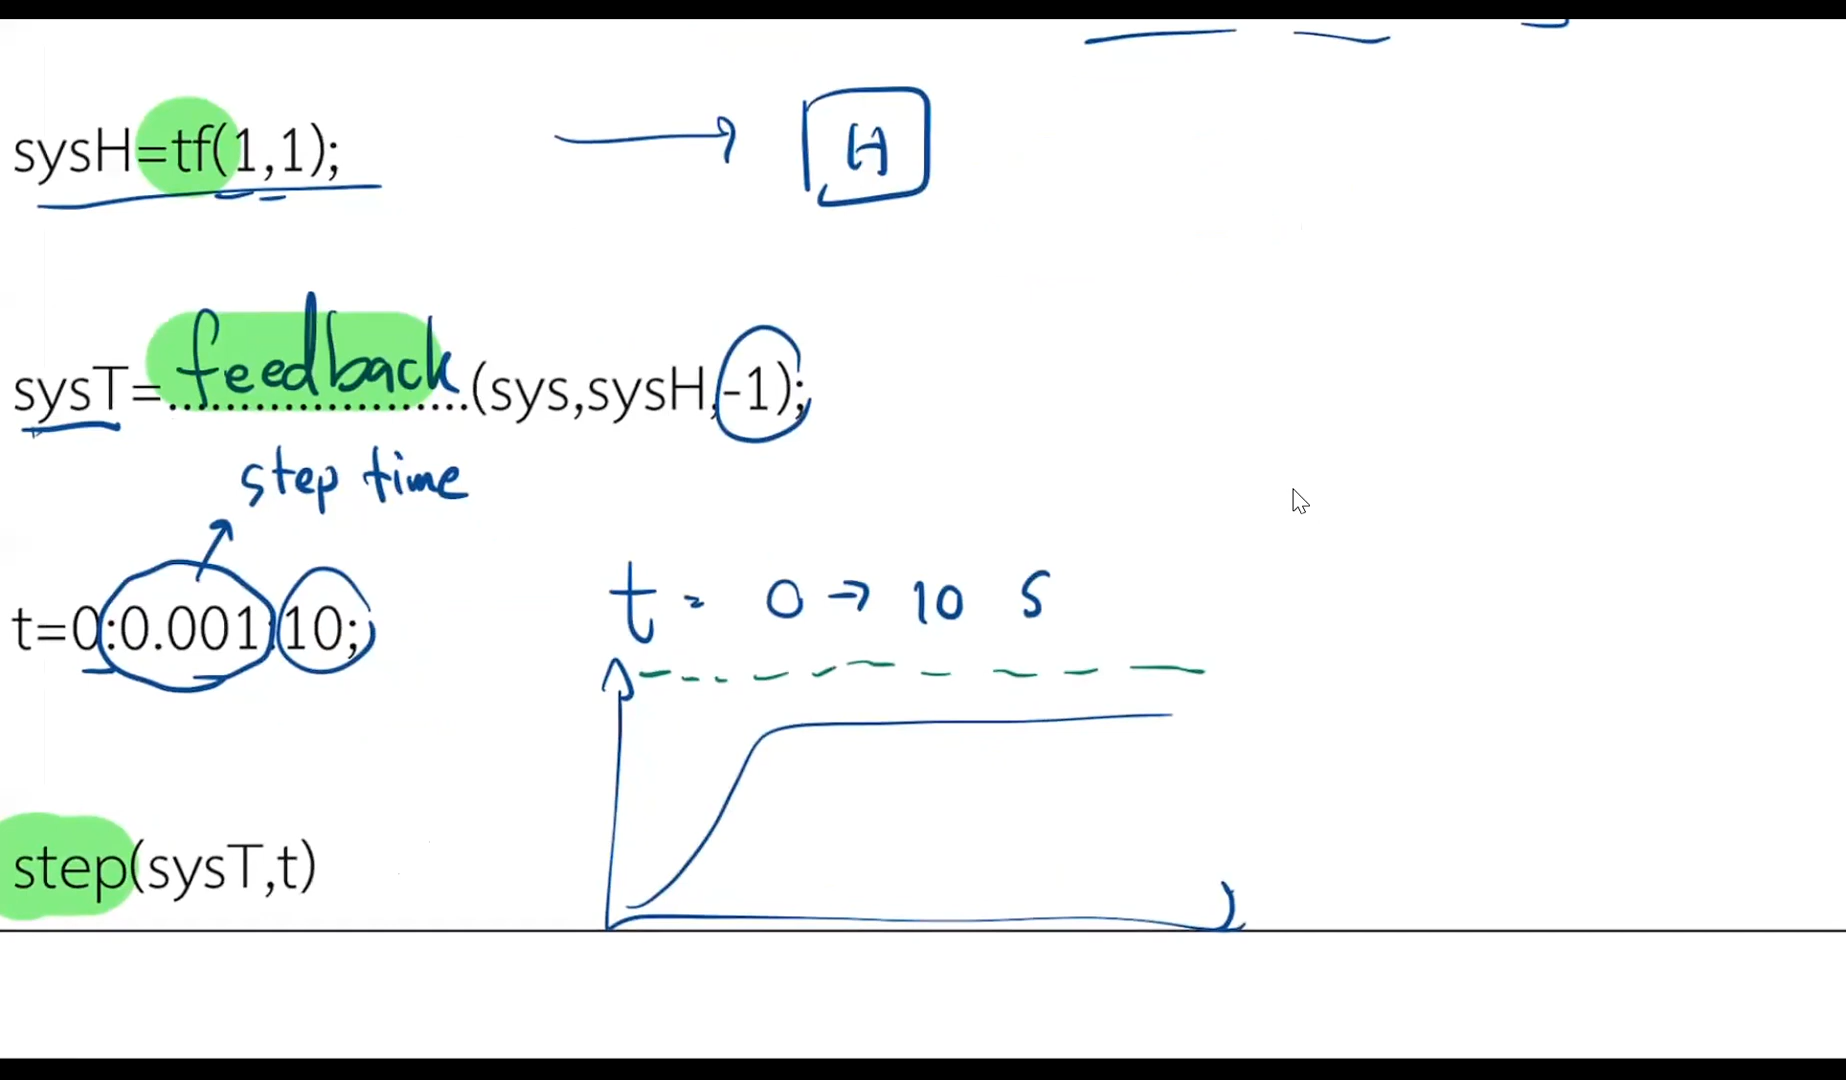 sysH=tf(1,1);
H
sysT=feedback(sys,sysH,-1);
step time
t=0:0.001:10;
t = 0 → 10 s
step(sysT,t)